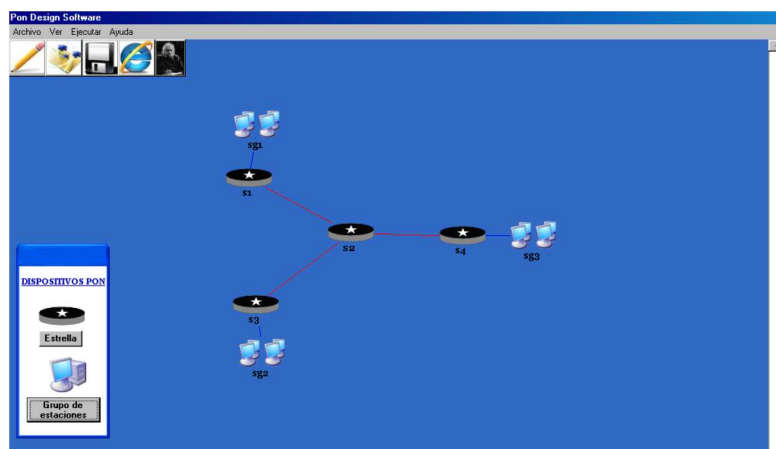 Pon Design Software
Archivo Ver Ejecutar Ayuda
sg1
s1
s2
s4
sg3
DISPOSITIVOS PON
s3
Estrella
sg2
Grupo de
estaciones